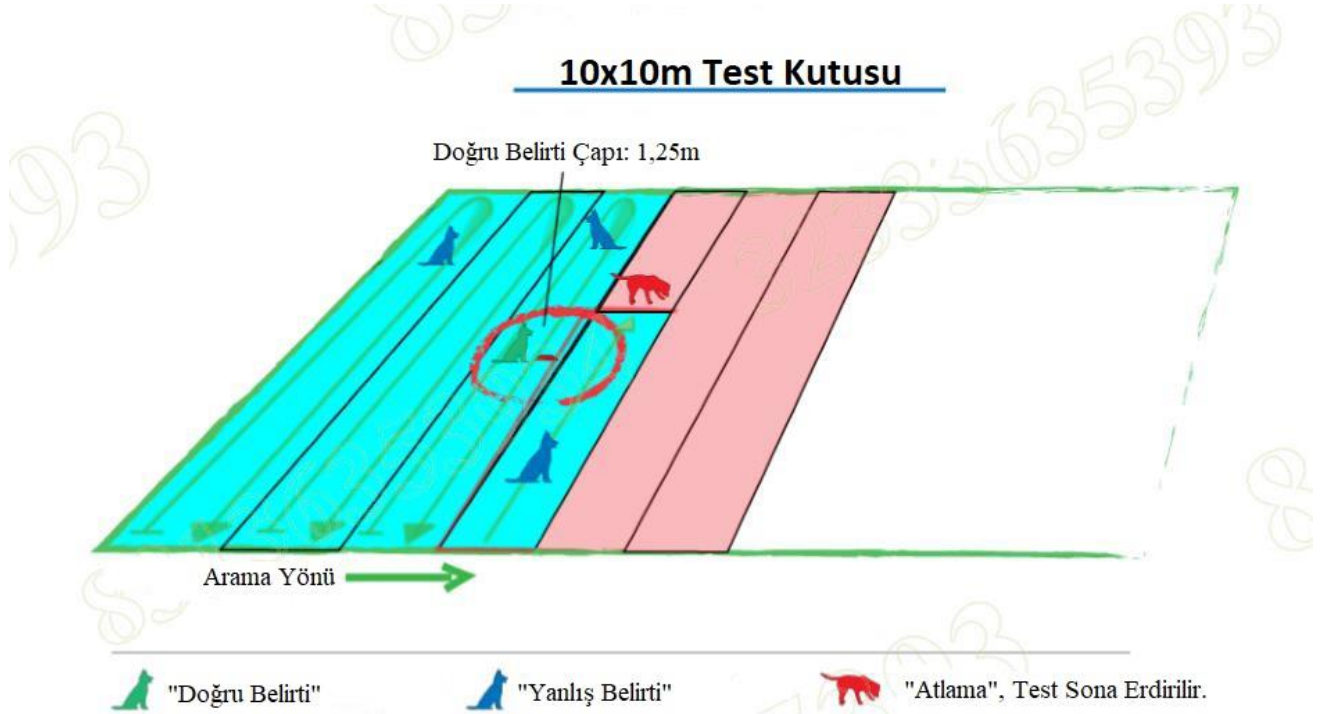 10x10m Test Kutusu
Doğru Belirti Çapı: 1,25m
Arama Yönü
"Doğru Belirti"
"Yanlış Belirti"
"Atlama", Test Sona Erdirilir.